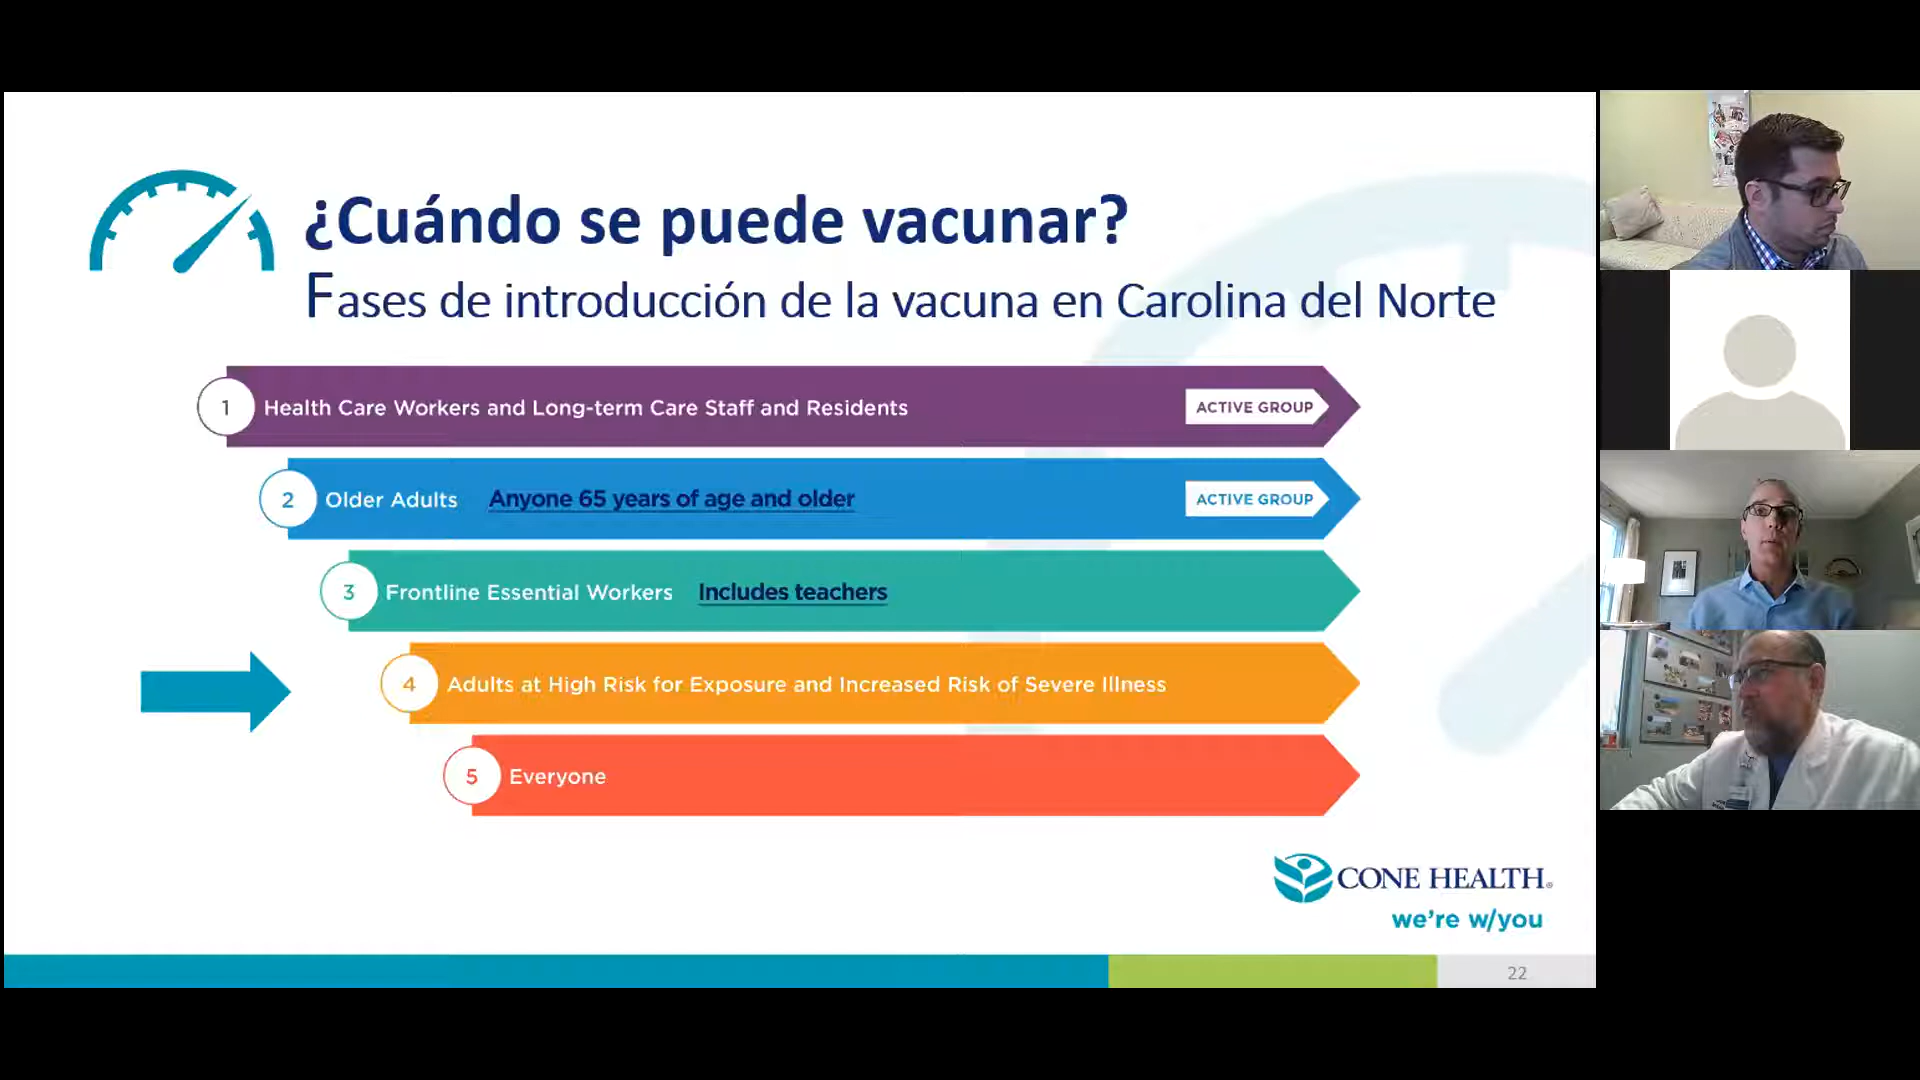 ¿Cuándo se puede vacunar?
Fases de introducción de la vacuna en Carolina del Norte
1 Health Care Workers and Long-term Care Staff and Residents ACTIVE GROUP
2 Older Adults Anyone 65 years of age and older ACTIVE GROUP
3 Frontline Essential Workers Includes teachers
4 Adults at High Risk for Exposure and Increased Risk of Severe Illness
5 Everyone
CONE HEALTH®
we're w/you
22